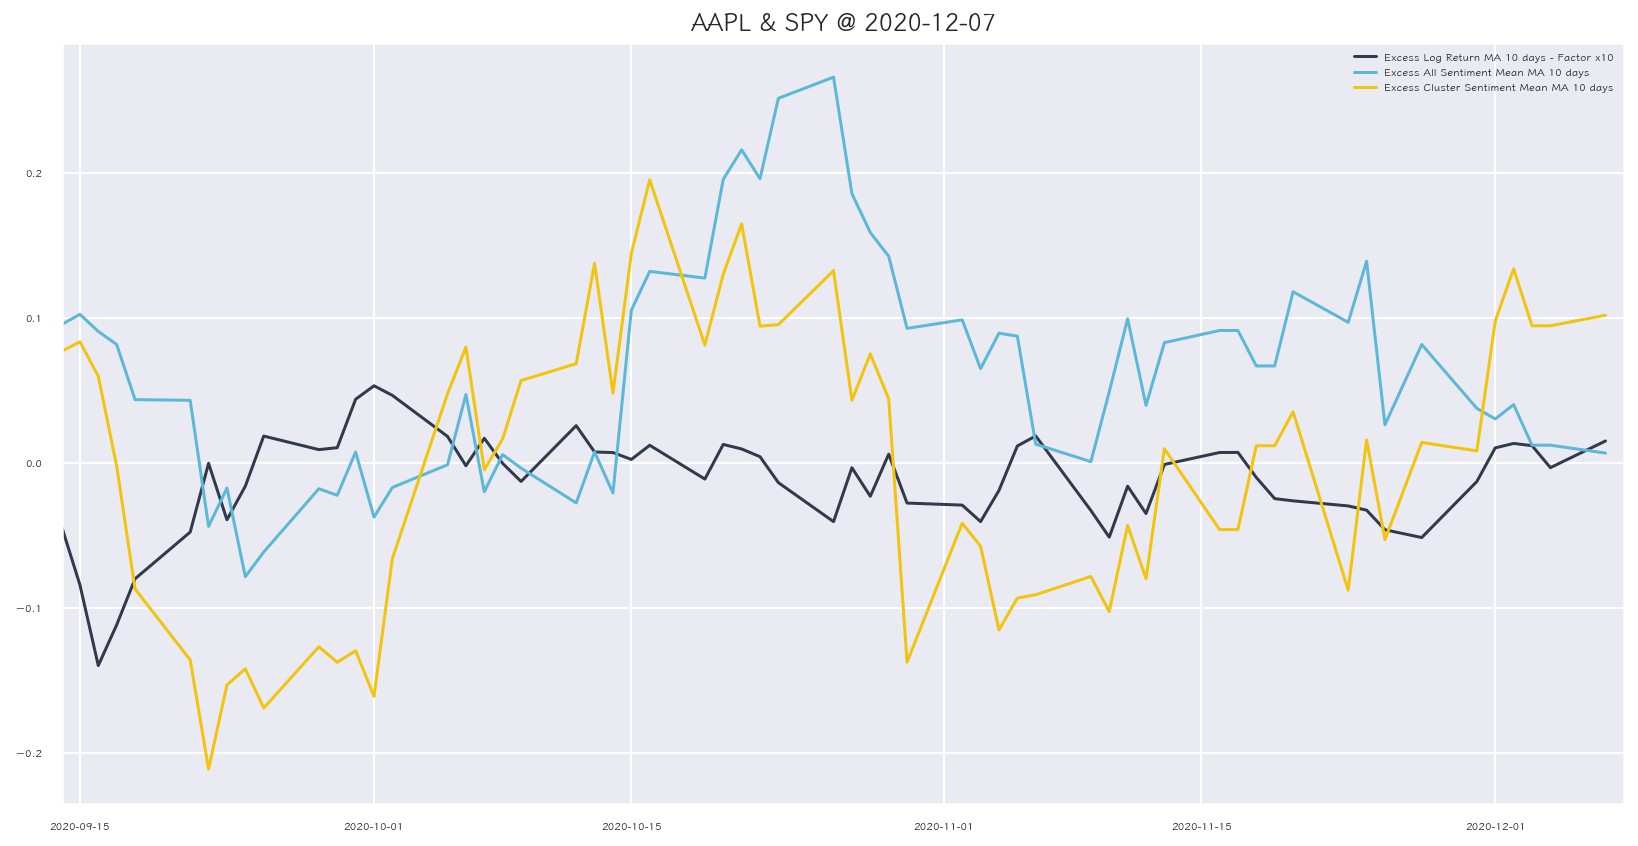 AAPL & SPY @ 2020-12-07
Excess Log Return MA 10 days - Factor x10
Excess All Sentiment Mean MA 10 days
Excess Cluster Sentiment Mean MA 10 days
0.2
0.1
0.0
−0.1
−0.2
2020-09-15
2020-10-01
2020-10-15
2020-11-01
2020-11-15
2020-12-01